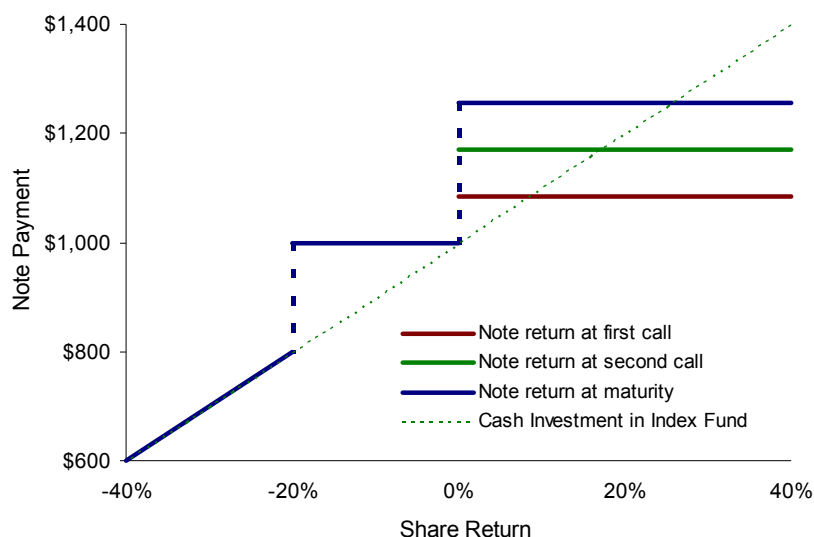 $1,400
$1,200
$1,000
$800
$600
Note Payment
Note return at first call
Note return at second call
Note return at maturity
Cash Investment in Index Fund
-40%
-20%
0%
20%
40%
Share Return